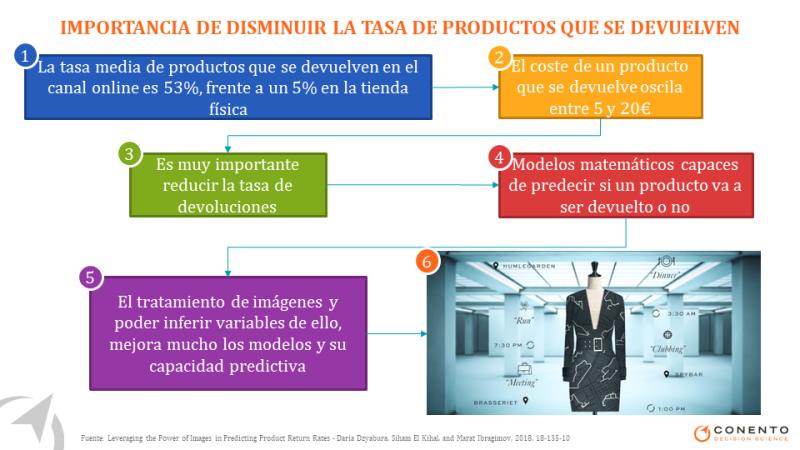 IMPORTANCIA DE DISMINUIR LA TASA DE PRODUCTOS QUE SE DEVUELVEN
1
La tasa media de productos que se devuelven en el
canal online es 53%, frente a un 5% en la tienda
física
2
El coste de un producto
que se devuelve oscila
entre 5 y 20€
3
Es muy importante
reducir la tasa de
devoluciones
4
Modelos matemáticos capaces
de predecir si un producto va a
ser devuelto o no
5
El tratamiento de imágenes y
poder inferir variables de ello,
mejora mucho los modelos y su
capacidad predictiva
6
HUMLEGARDEN
"Dinner"
"Run"
3:30 AM
7:30 PM
"Clubbing"
"Meeting"
SPYBAR
BRASSERIET
1:00 PM
Fuente: Leveraging the Power of Images in Predicting Product Return Rates - Daria Dzyabura, Siham El Kihal, and Marat Ibragimov, 2018, 18-135-10
CONENTO
DECISION SCIENCE